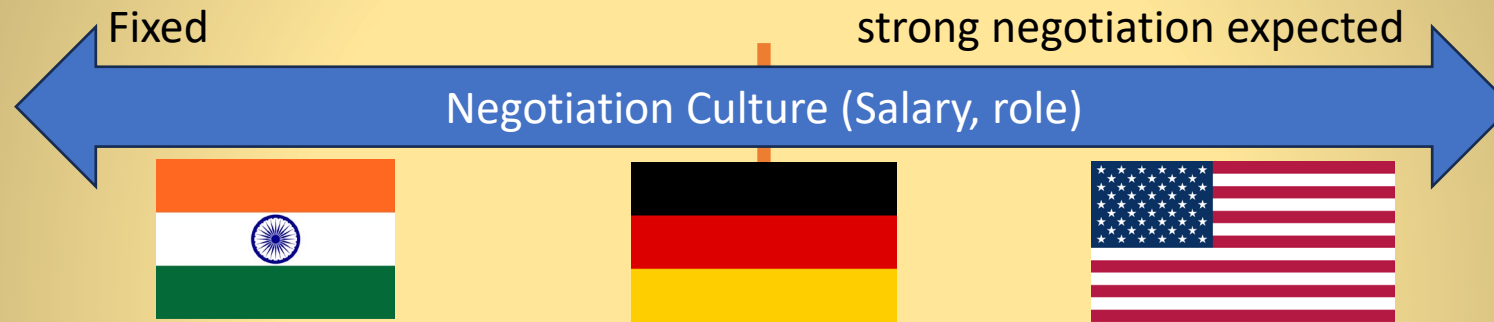 Fixed
strong negotiation expected
Negotiation Culture (Salary, role)